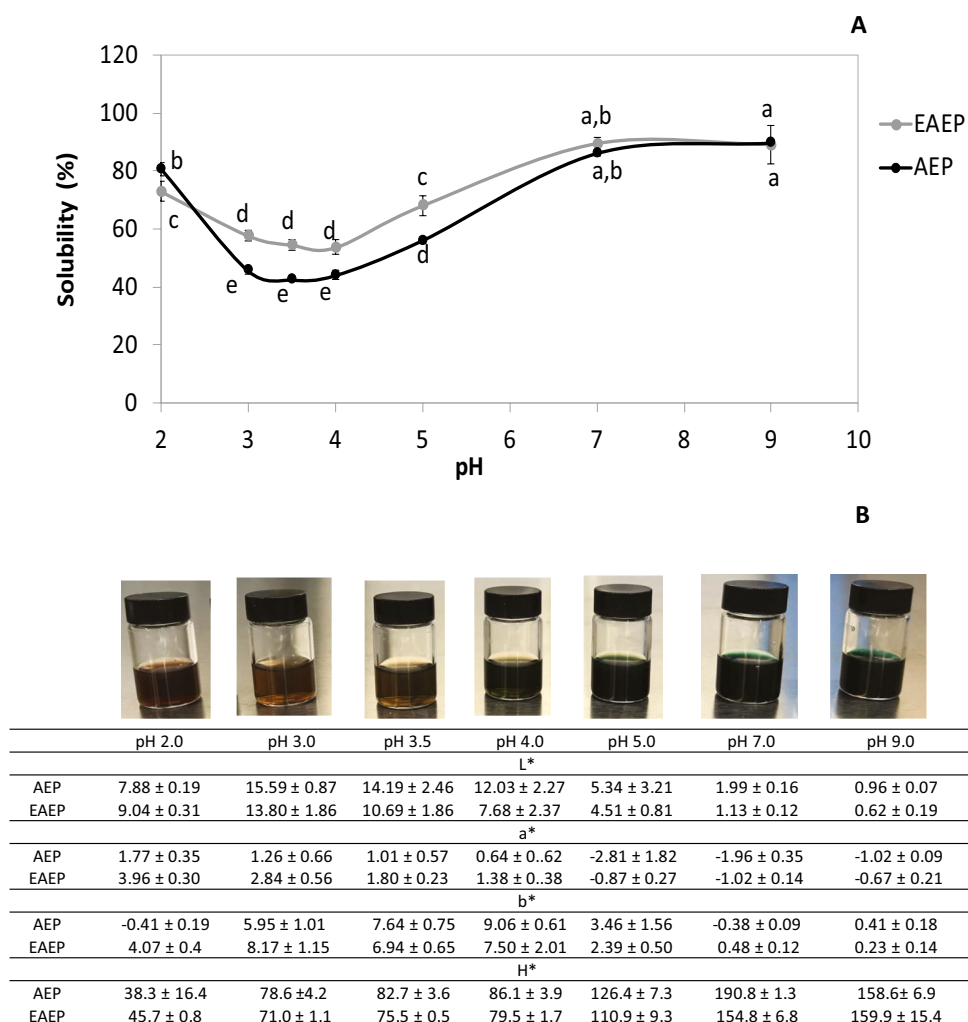 A
120
100
80
60
40
20
0
Solubility (%)
b
c
d
d
d
c
a,b
a
e
e
e
d
a,b
a
EAEP
AEP
2 3 4 5 6 7 8 9 10
pH
B
pH 2.0 pH 3.0 pH 3.5 pH 4.0 pH 5.0 pH 7.0 pH 9.0
L*
AEP 7.88 ± 0.19 15.59 ± 0.87 14.19 ± 2.46 12.03 ± 2.27 5.34 ± 3.21 1.99 ± 0.16 0.96 ± 0.07
EAEP 9.04 ± 0.31 13.80 ± 1.86 10.69 ± 1.86 7.68 ± 2.37 4.51 ± 0.81 1.13 ± 0.12 0.62 ± 0.19
a*
AEP 1.77 ± 0.35 1.26 ± 0.66 1.01 ± 0.57 0.64 ± 0..62 -2.81 ± 1.82 -1.96 ± 0.35 -1.02 ± 0.09
EAEP 3.96 ± 0.30 2.84 ± 0.56 1.80 ± 0.23 1.38 ± 0..38 -0.87 ± 0.27 -1.02 ± 0.14 -0.67 ± 0.21
b*
AEP -0.41 ± 0.19 5.95 ± 1.01 7.64 ± 0.75 9.06 ± 0.61 3.46 ± 1.56 -0.38 ± 0.09 0.41 ± 0.18
EAEP 4.07 ± 0.4 8.17 ± 1.15 6.94 ± 0.65 7.50 ± 2.01 2.39 ± 0.50 0.48 ± 0.12 0.23 ± 0.14
H*
AEP 38.3 ± 16.4 78.6 ±4.2 82.7 ± 3.6 86.1 ± 3.9 126.4 ± 7.3 190.8 ± 1.3 158.6± 6.9
EAEP 45.7 ± 0.8 71.0 ± 1.1 75.5 ± 0.5 79.5 ± 1.7 110.9 ± 9.3 154.8 ± 6.8 159.9 ± 15.4